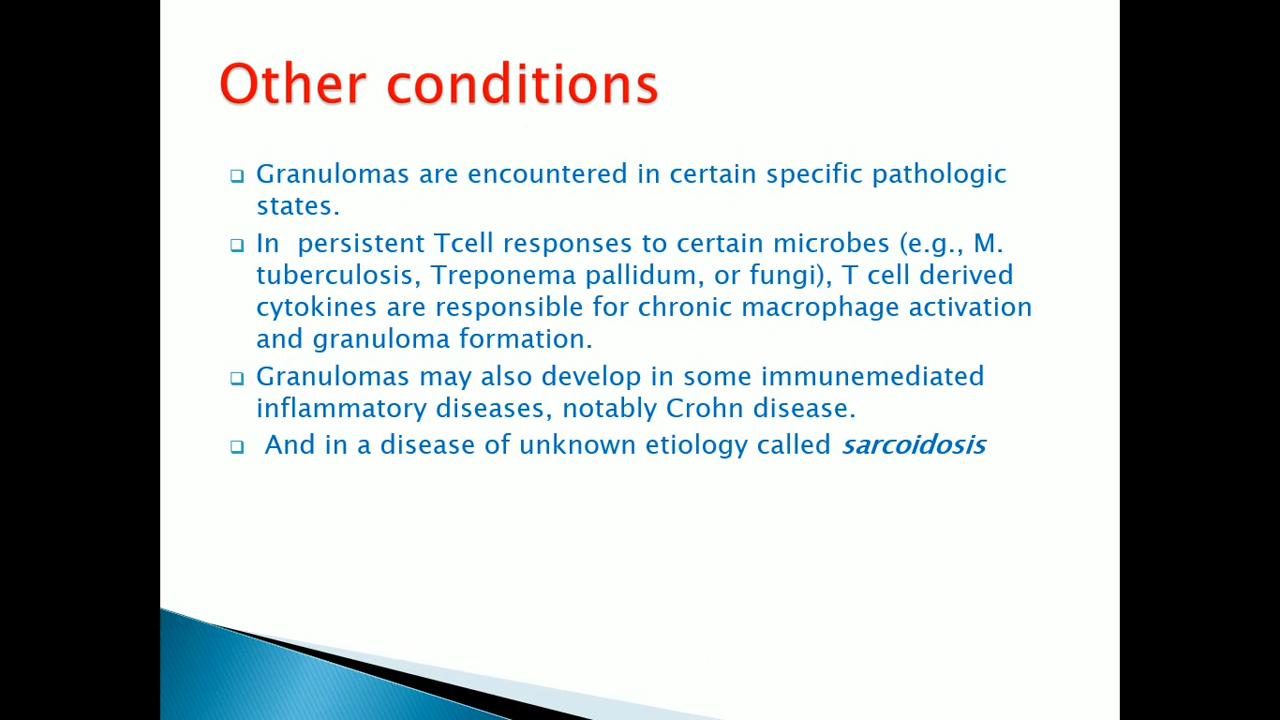 Other conditions
Granulomas are encountered in certain specific pathologic
states.
In  persistent Tcell responses to certain microbes (e.g., M.
tuberculosis, Treponema pallidum, or fungi), T cell derived
cytokines are responsible for chronic macrophage activation
and granuloma formation.
Granulomas may also develop in some immunemediated
inflammatory diseases, notably Crohn disease.
And in a disease of unknown etiology called sarcoidosis